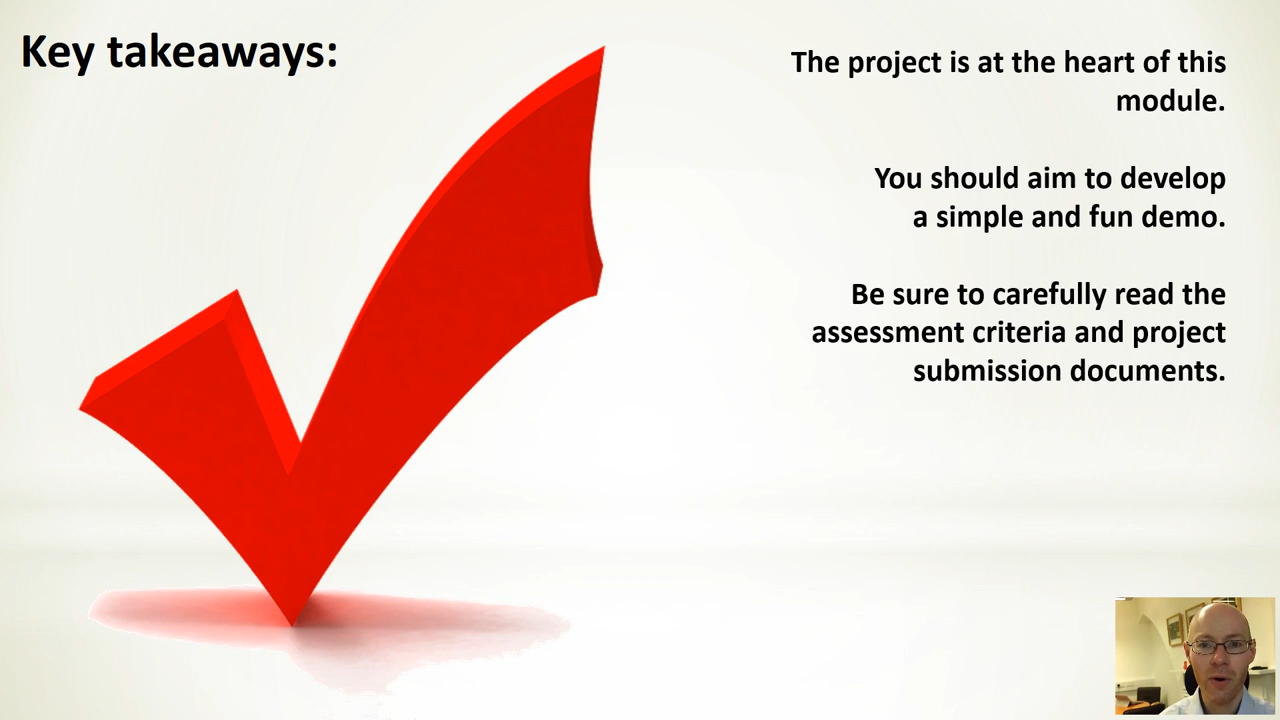 Key takeaways:
The project is at the heart of this
module.
You should aim to develop
a simple and fun demo.
Be sure to carefully read the
assessment criteria and project
submission documents.